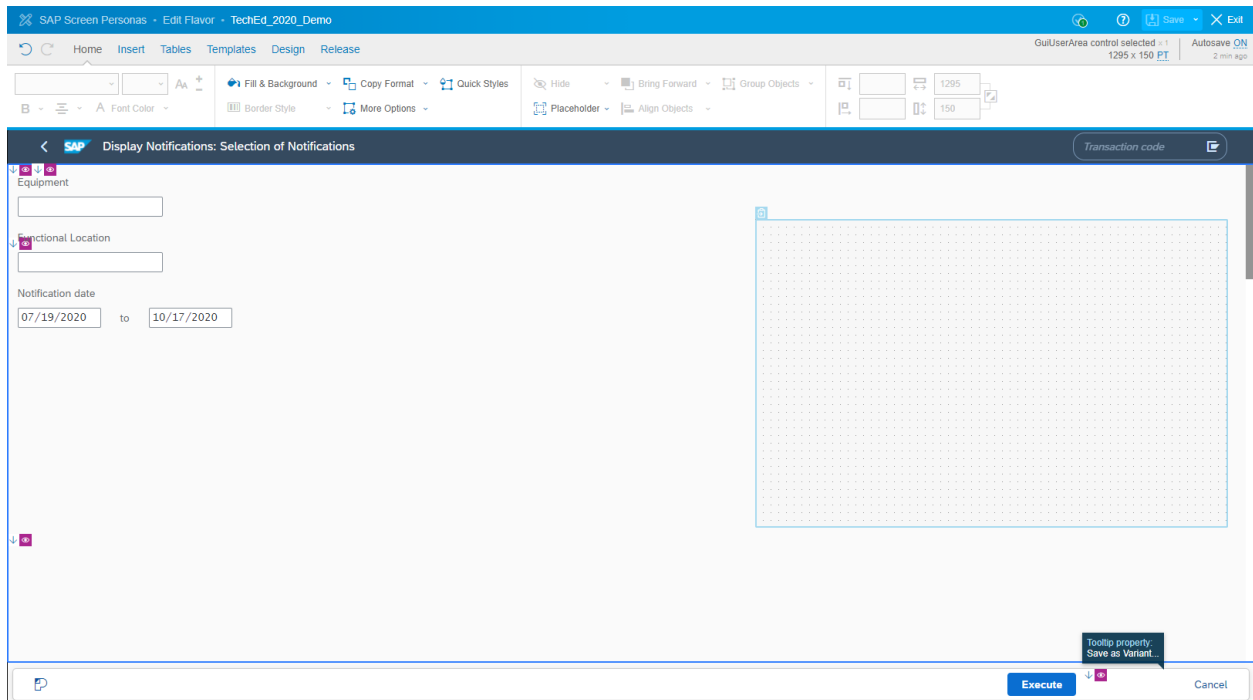 SAP Screen Personas • Edit Flavor • TechEd_2020_Demo
Save
Exit
Home Insert Tables Templates Design Release
GuiUserArea control selected × 1
1295 x 150 PT
Autosave ON
2 min ago
Fill & Background
Copy Format
Quick Styles
Hide
Bring Forward
Group Objects
1295
B
A Font Color
Border Style
More Options
Placeholder
Align Objects
150
SAP Display Notifications: Selection of Notifications
Transaction code
Equipment
Functional Location
Notification date
07/19/2020 to 10/17/2020
Tooltip property:
Save as Variant...
Execute
Cancel